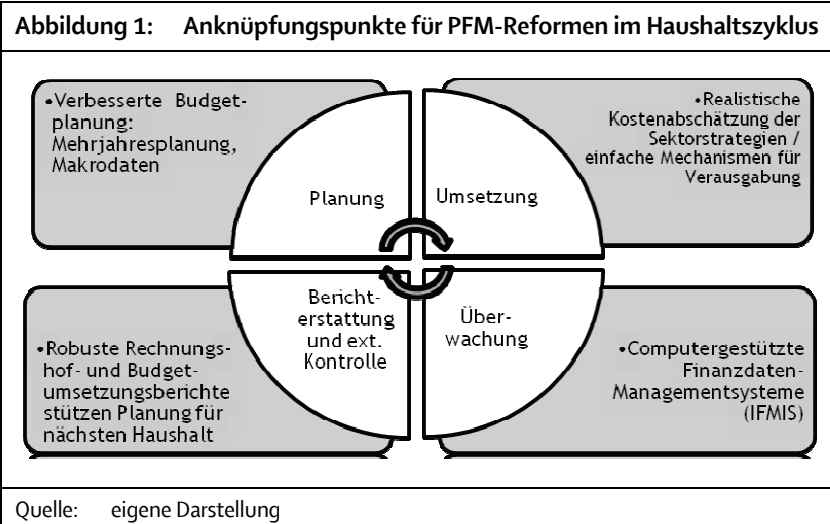 Abbildung 1: Anknüpfungspunkte für PFM-Reformen im Haushaltszyklus
•Verbesserte Budget-
planung:
Mehrjahresplanung,
Makrodaten
•Realistische
Kostenabschätzung der
Sektorstrategien /
einfache Mechanismen für
Verausgabung
Planung
Umsetzung
Bericht-
erstattung
und ext.
Kontrolle
Über-
wachung
•Robuste Rechnungs-
hof- und Budget-
umsetzungsberichte
stützen Planung für
nächsten Haushalt
•Computergestützte
Finanzdaten-
Managementsysteme
(IFMIS)
Quelle: eigene Darstellung